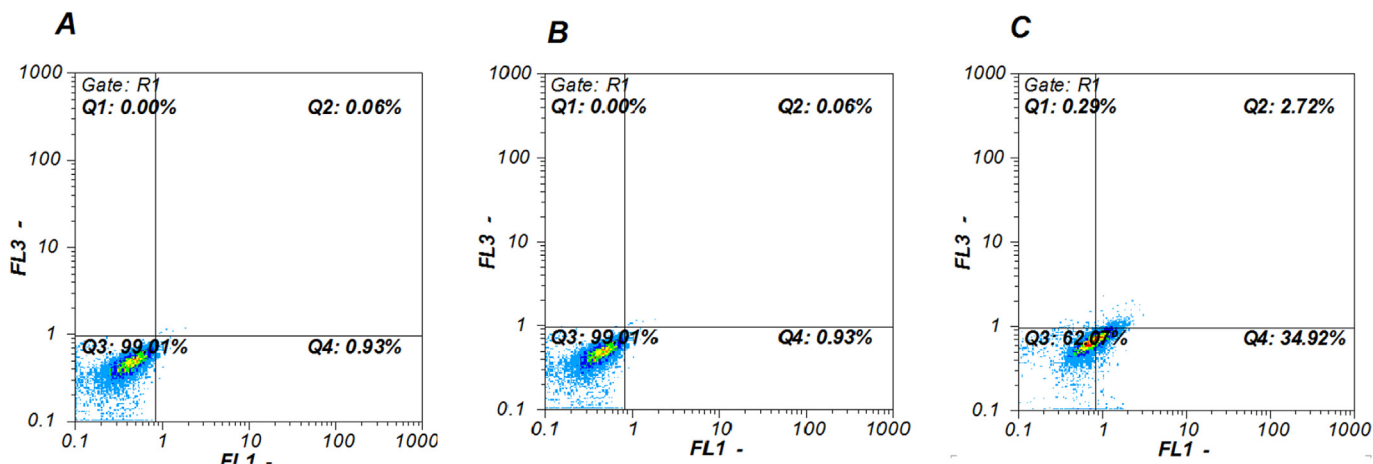 A
1000
Gate: R1
Q1: 0.00% Q2: 0.06%
100
10
FL3 -
1
Q3: 99.01% Q4: 0.93%
0.1
0.1 1 10 100 1000
FL1 -
B
1000
Gate: R1
Q1: 0.00% Q2: 0.06%
100
10
FL3 -
1
Q3: 99.01% Q4: 0.93%
0.1
0.1 1 10 100 1000
FL1 -
C
1000
Gate: R1
Q1: 0.29% Q2: 2.72%
100
10
FL3 -
1
Q3: 62.07% Q4: 34.92%
0.1
0.1 1 10 100 1000
FL1 -